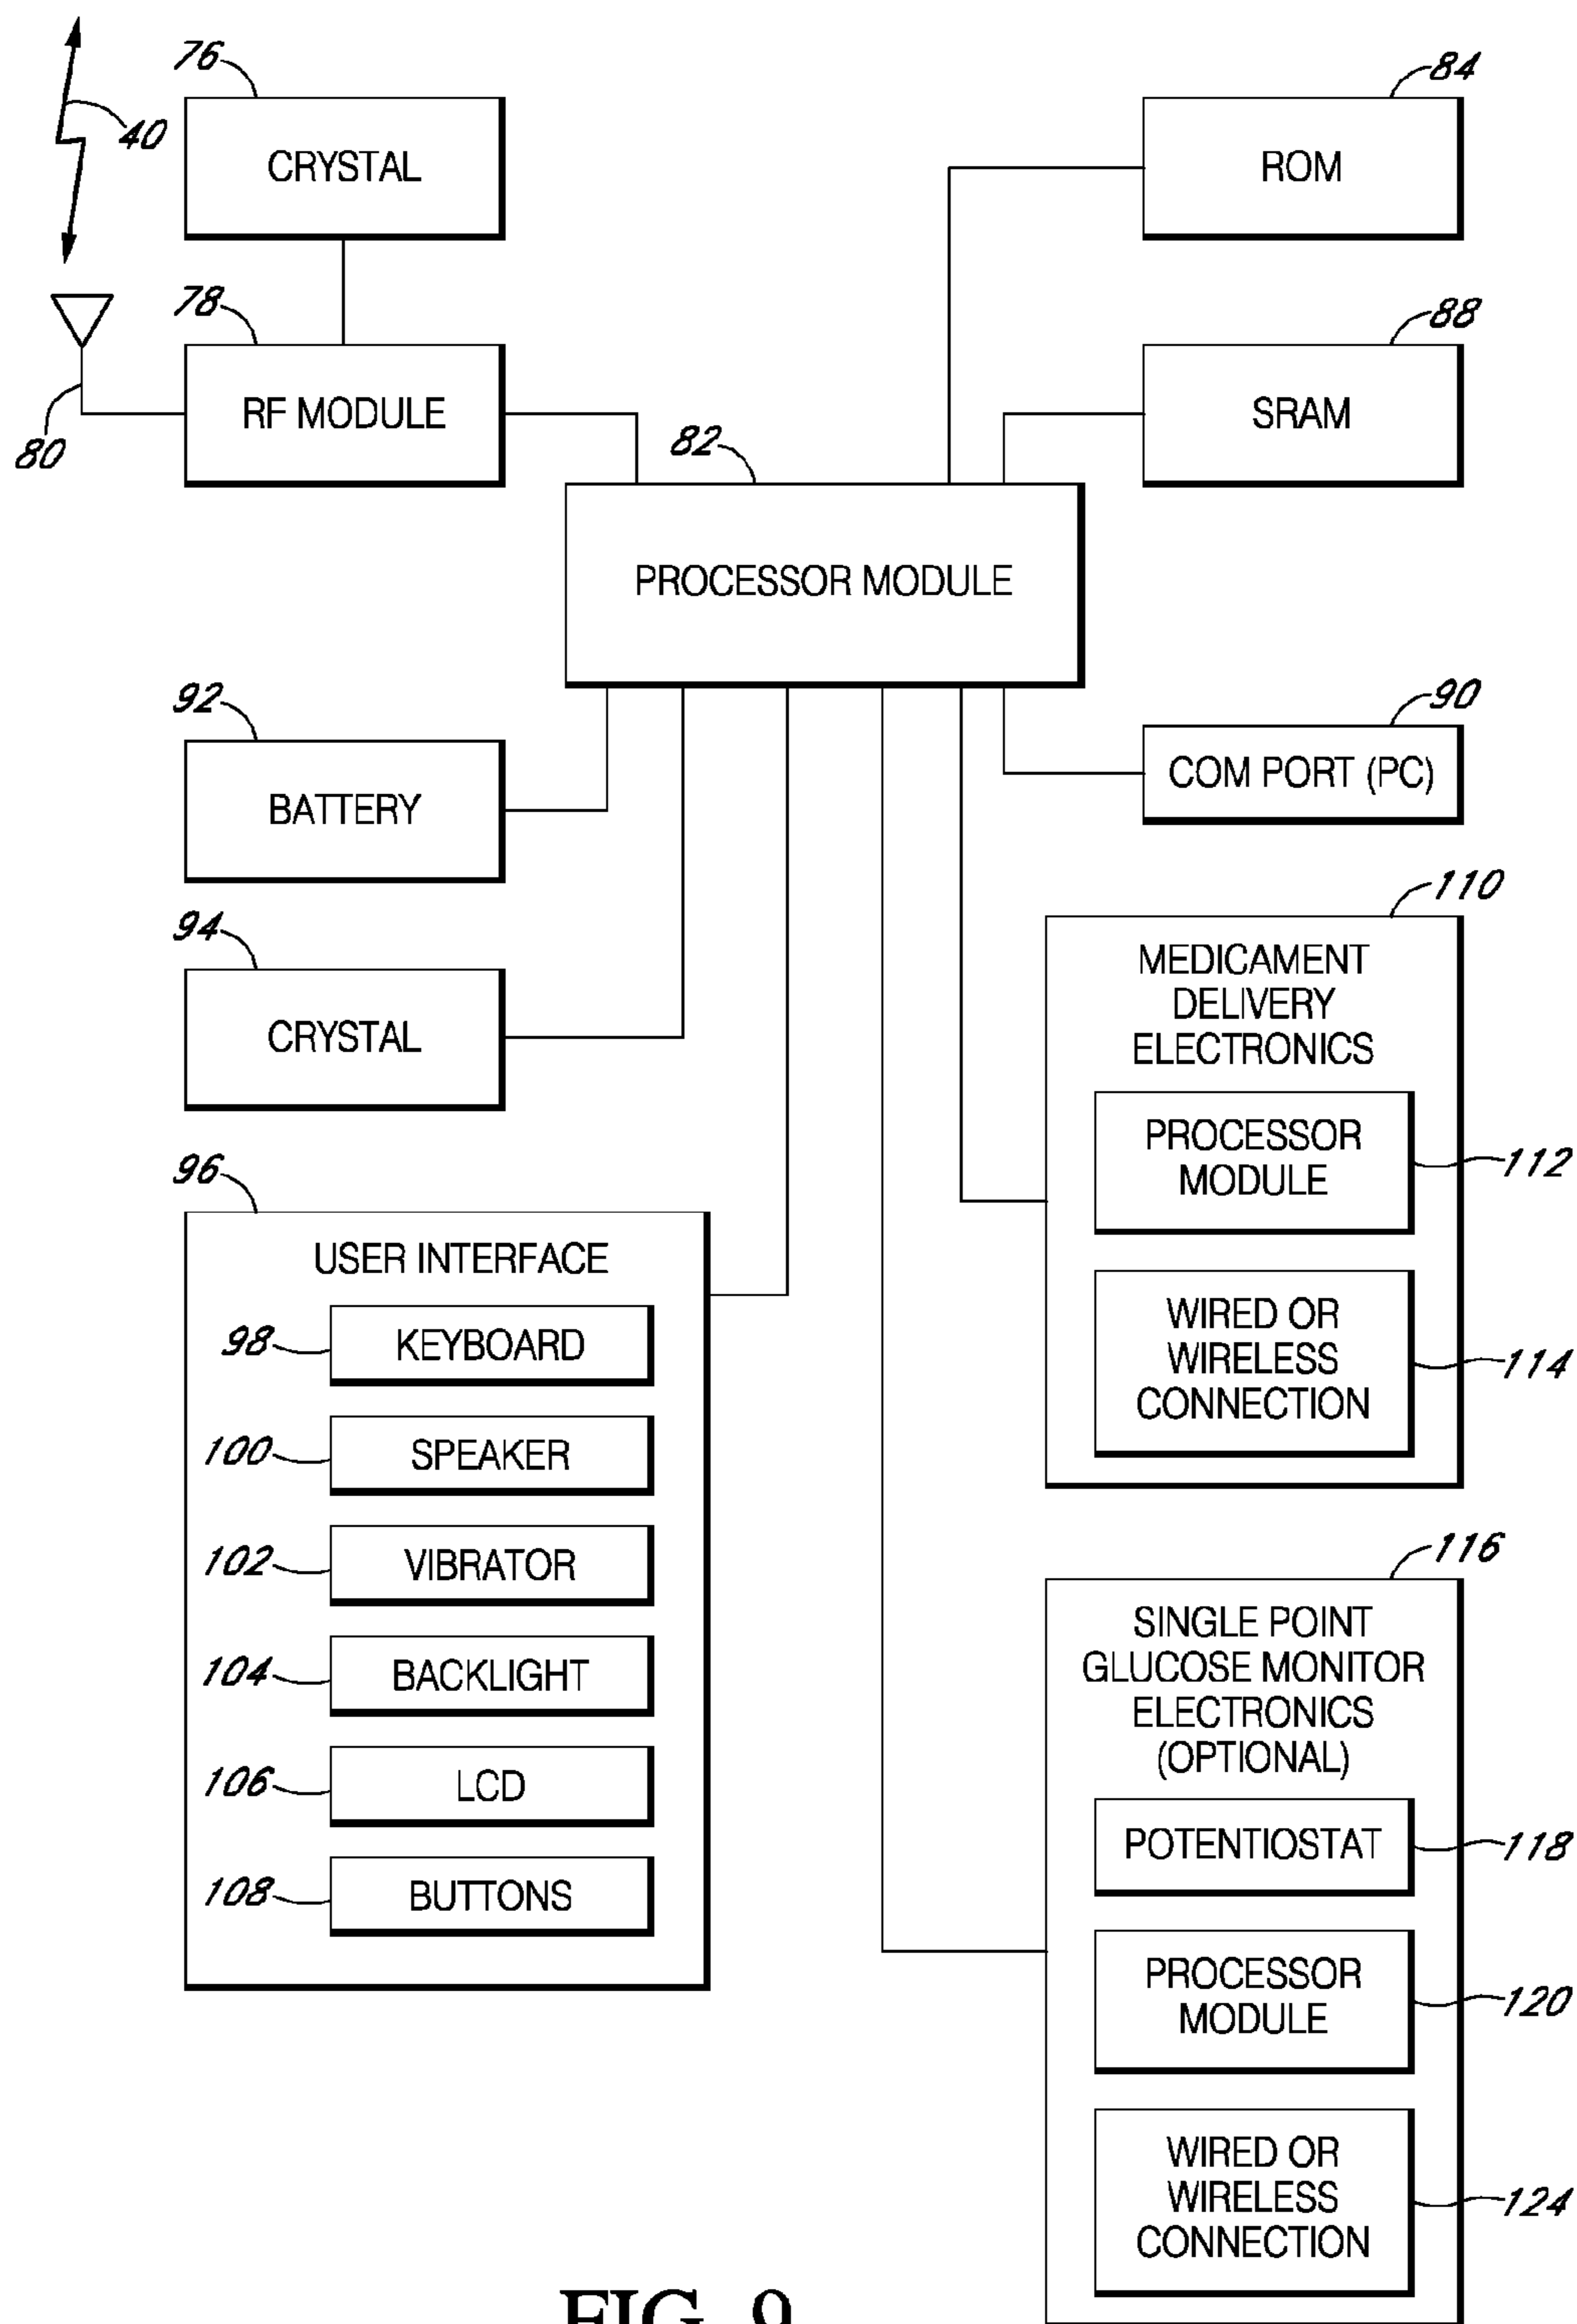 76
84
40
CRYSTAL
ROM
78
88
RF MODULE
SRAM
80
82
PROCESSOR MODULE
92
90
BATTERY
COM PORT (PC)
94
110
CRYSTAL
MEDICAMENT
DELIVERY
ELECTRONICS
PROCESSOR
MODULE
112
WIRED OR
WIRELESS
CONNECTION
114
96
USER INTERFACE
98
KEYBOARD
100
SPEAKER
102
VIBRATOR
104
BACKLIGHT
106
LCD
108
BUTTONS
116
SINGLE POINT
GLUCOSE MONITOR
ELECTRONICS
(OPTIONAL)
POTENTIOSTAT
118
PROCESSOR
MODULE
120
WIRED OR
WIRELESS
CONNECTION
124
FIG. 9